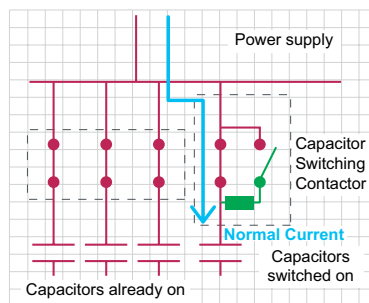 Power supply
Capacitor
Switching
Contactor
Normal Current
Capacitors
switched on
Capacitors already on